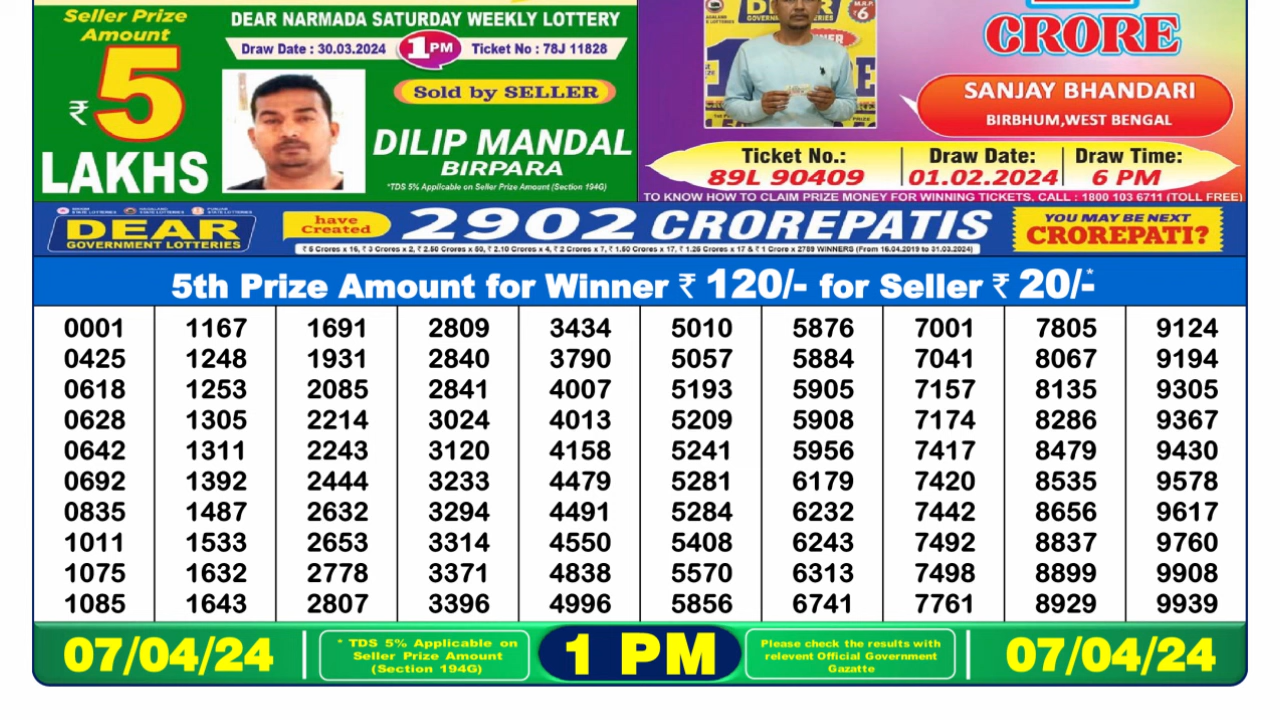 Seller Prize
Amount
₹ 5
LAKHS
DEAR NARMADA SATURDAY WEEKLY LOTTERY
Draw Date : 30.03.2024 1PM Ticket No : 78J 11828
Sold by SELLER
DILIP MANDAL
BIRPARA
*TDS 5% Applicable on Seller Prize Amount (Section 194G)
DEAR
GOVERNMENT LOTTERIES
M.R.P.
₹6
CRORE
SANJAY BHANDARI
BIRBHUM,WEST BENGAL
Ticket No.: Draw Date: Draw Time:
89L 90409 01.02.2024 6 PM
TO KNOW HOW TO CLAIM PRIZE MONEY FOR WINNING TICKETS, CALL : 1800 103 6711 (TOLL FREE)
DEAR
GOVERNMENT LOTTERIES
have
Created
2902 CROREPATIS
₹ 5 Crores x 16, ₹ 3 Crores x 2, ₹ 2.50 Crores x 50, ₹ 2.10 Crores x 4, ₹ 2 Crores x 7, ₹ 1.50 Crores x 17, ₹ 1.25 Crores x 17 & ₹ 1 Crore x 2789 WINNERS (From 16.04.2019 to 31.03.2024)
YOU MAY BE NEXT
CROREPATI?
5th Prize Amount for Winner ₹ 120/- for Seller ₹ 20/-*
0001 1167 1691 2809 3434 5010 5876 7001 7805 9124
0425 1248 1931 2840 3790 5057 5884 7041 8067 9194
0618 1253 2085 2841 4007 5193 5905 7157 8135 9305
0628 1305 2214 3024 4013 5209 5908 7174 8286 9367
0642 1311 2243 3120 4158 5241 5956 7417 8479 9430
0692 1392 2444 3233 4479 5281 6179 7420 8535 9578
0835 1487 2632 3294 4491 5284 6232 7442 8656 9617
1011 1533 2653 3314 4550 5408 6243 7492 8837 9760
1075 1632 2778 3371 4838 5570 6313 7498 8899 9908
1085 1643 2807 3396 4996 5856 6741 7761 8929 9939
07/04/24
* TDS 5% Applicable on
Seller Prize Amount
(Section 194G)
1 PM
Please check the results with
relevent Official Government
Gazatte
07/04/24